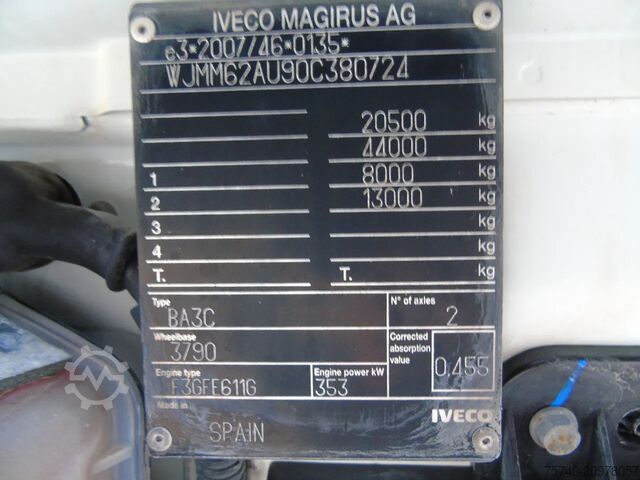 IVECO MAGIRUS AG
e3*2007/46*0135*
WJMM62AU90C380724
20500 kg
44000 kg
1 8000 kg
2 13000 kg
3 kg
4 kg
T. T. kg
Type N° of axles
BA3C 2
Wheelbase Corrected absorption value
3790 0,455
Engine type Engine power kW
F3GFE611G 353
Made in IVECO
SPAIN